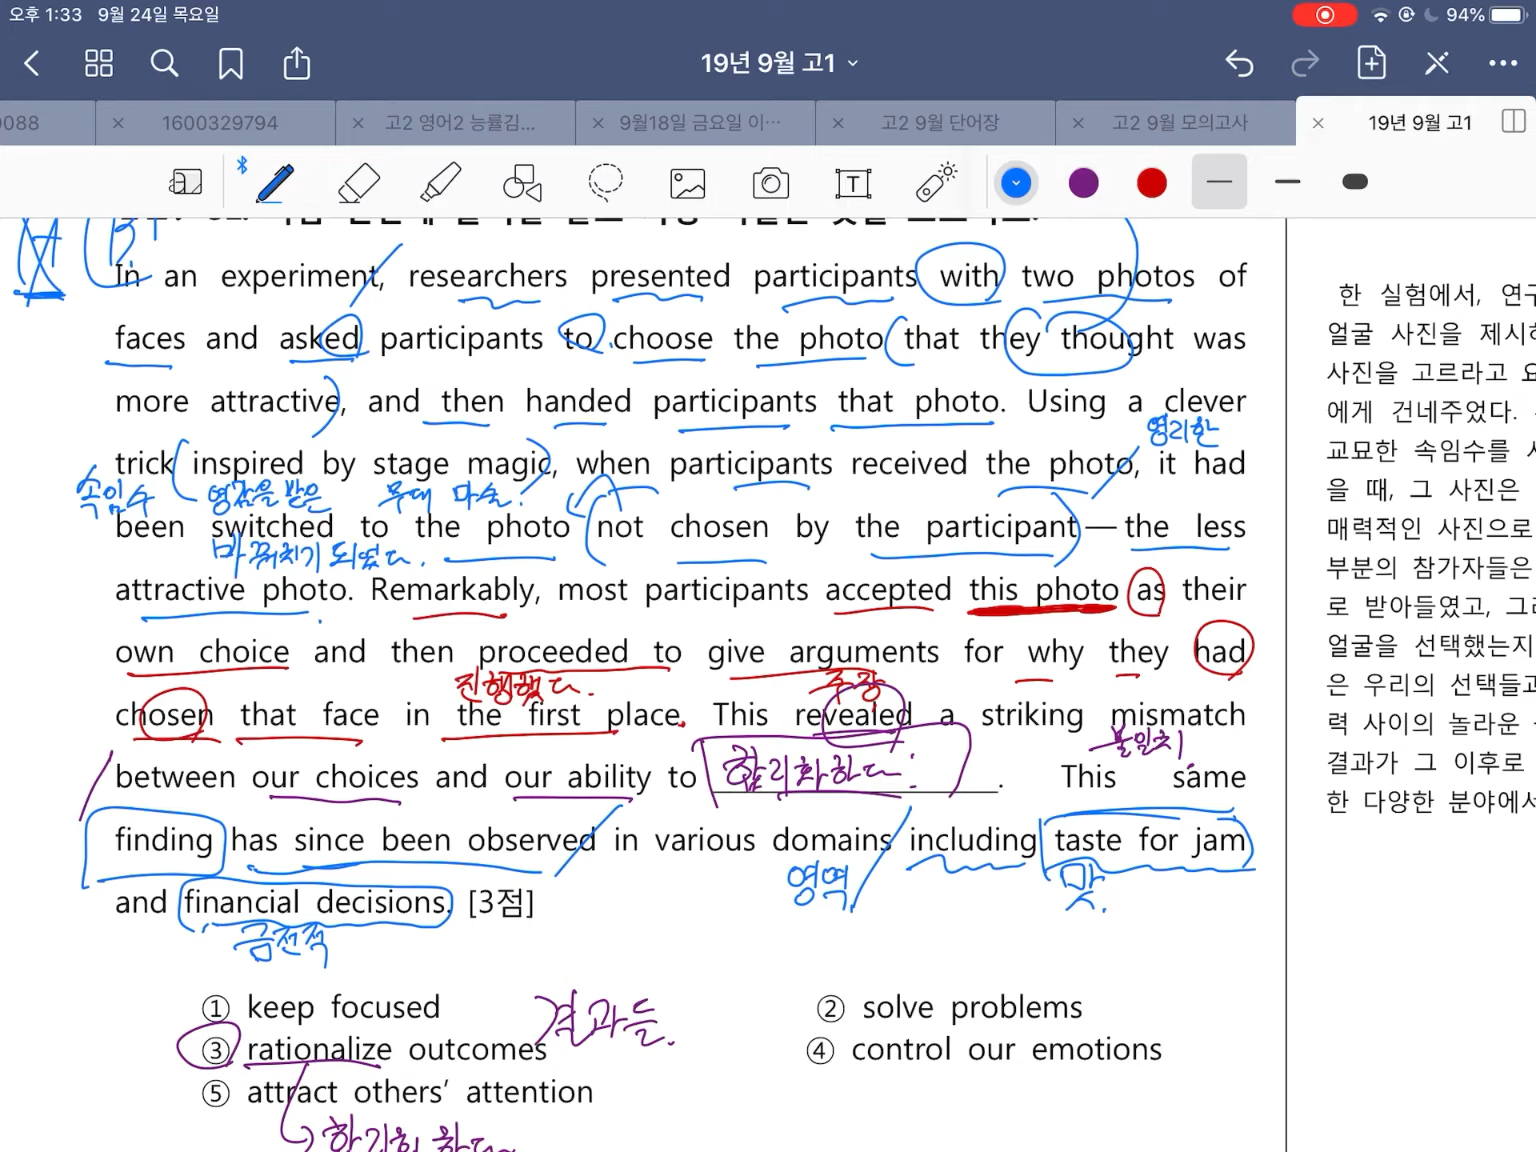 오후 1:33 9월 24일 목요일 94%
19년 9월 고1
0088 1600329794 고2 영어2 능률김... 9월18일 금요일 이... 고2 9월 단어장 고2 9월 모의고사 19년 9월 고1
In an experiment, researchers presented participants with two photos of
faces and asked participants to choose the photo that they thought was
more attractive, and then handed participants that photo. Using a clever
영리한
trick inspired by stage magic, when participants received the photo, it had
속임수 영감을 받은 무대 마술.
been switched to the photo not chosen by the participant — the less
바꿔치기 되었다.
attractive photo. Remarkably, most participants accepted this photo as their
own choice and then proceeded to give arguments for why they had
진행했다. 주장
chosen that face in the first place. This revealed a striking mismatch
불일치
between our choices and our ability to 합리화하다. This same
finding has since been observed in various domains including taste for jam
영역 맛.
and financial decisions. [3점]
금전적
① keep focused ② solve problems
결과들.
③ rationalize outcomes ④ control our emotions
⑤ attract others' attention
합리화 하다
한 실험에서, 연구
얼굴 사진을 제시하
사진을 고르라고 요
에게 건네주었다.
교묘한 속임수를 사
을 때, 그 사진은
매력적인 사진으로
부분의 참가자들은
로 받아들였고, 그리
얼굴을 선택했는지
은 우리의 선택들과
력 사이의 놀라운
결과가 그 이후로
한 다양한 분야에서